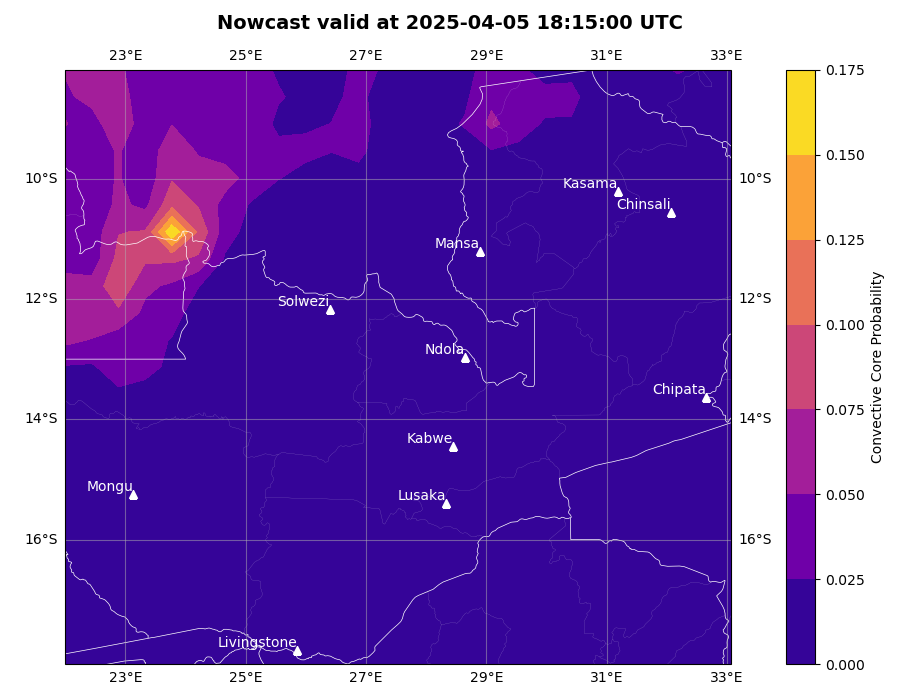 Nowcast valid at 2025-04-05 18:15:00 UTC
23°E 25°E 27°E 29°E 31°E 33°E
0.175
0.150
10°S 10°S
Kasama
Chinsali
0.125
Mansa
12°S 12°S
Solwezi
0.100
Ndola
Chipata
0.075
14°S 14°S
Kabwe
Mongu
Lusaka
0.050
16°S 16°S
0.025
Livingstone
0.000
23°E 25°E 27°E 29°E 31°E 33°E
Convective Core Probability